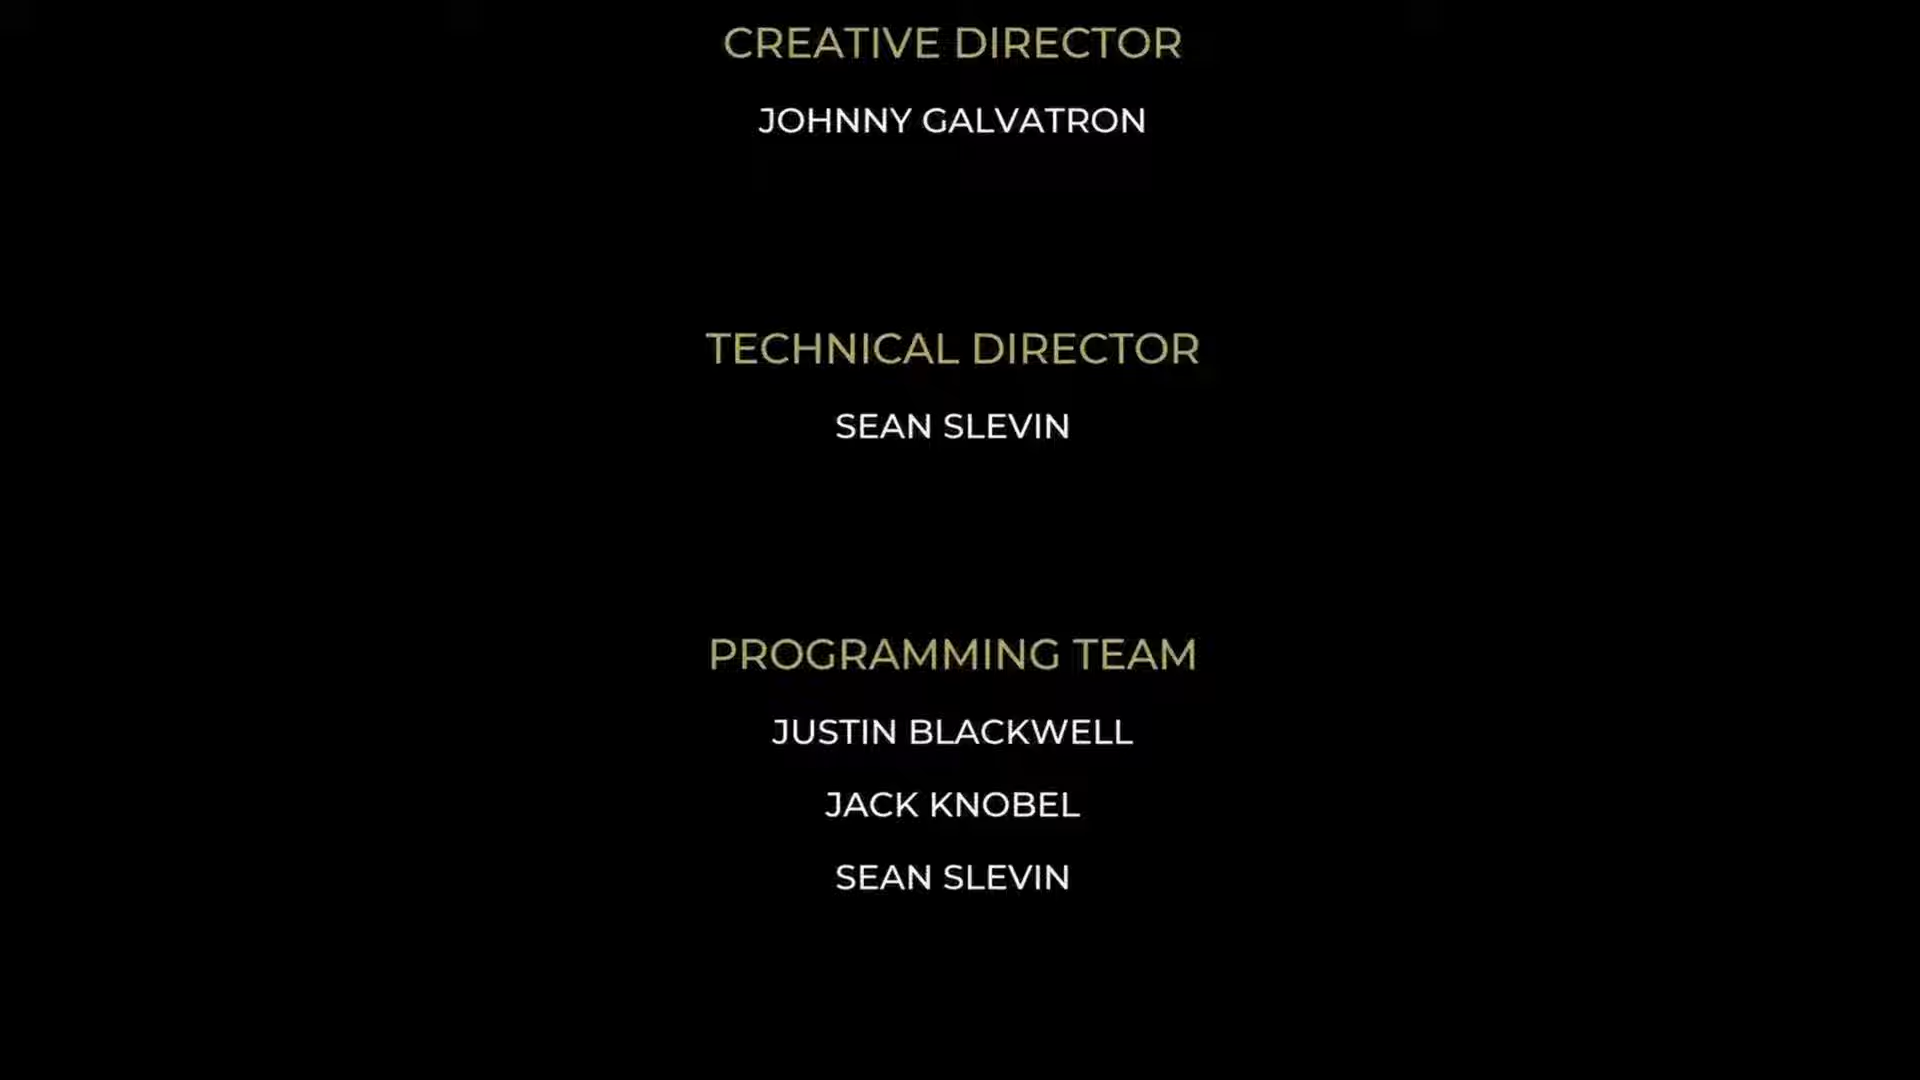 CREATIVE DIRECTOR
JOHNNY GALVATRON
TECHNICAL DIRECTOR
SEAN SLEVIN
PROGRAMMING TEAM
JUSTIN BLACKWELL
JACK KNOBEL
SEAN SLEVIN